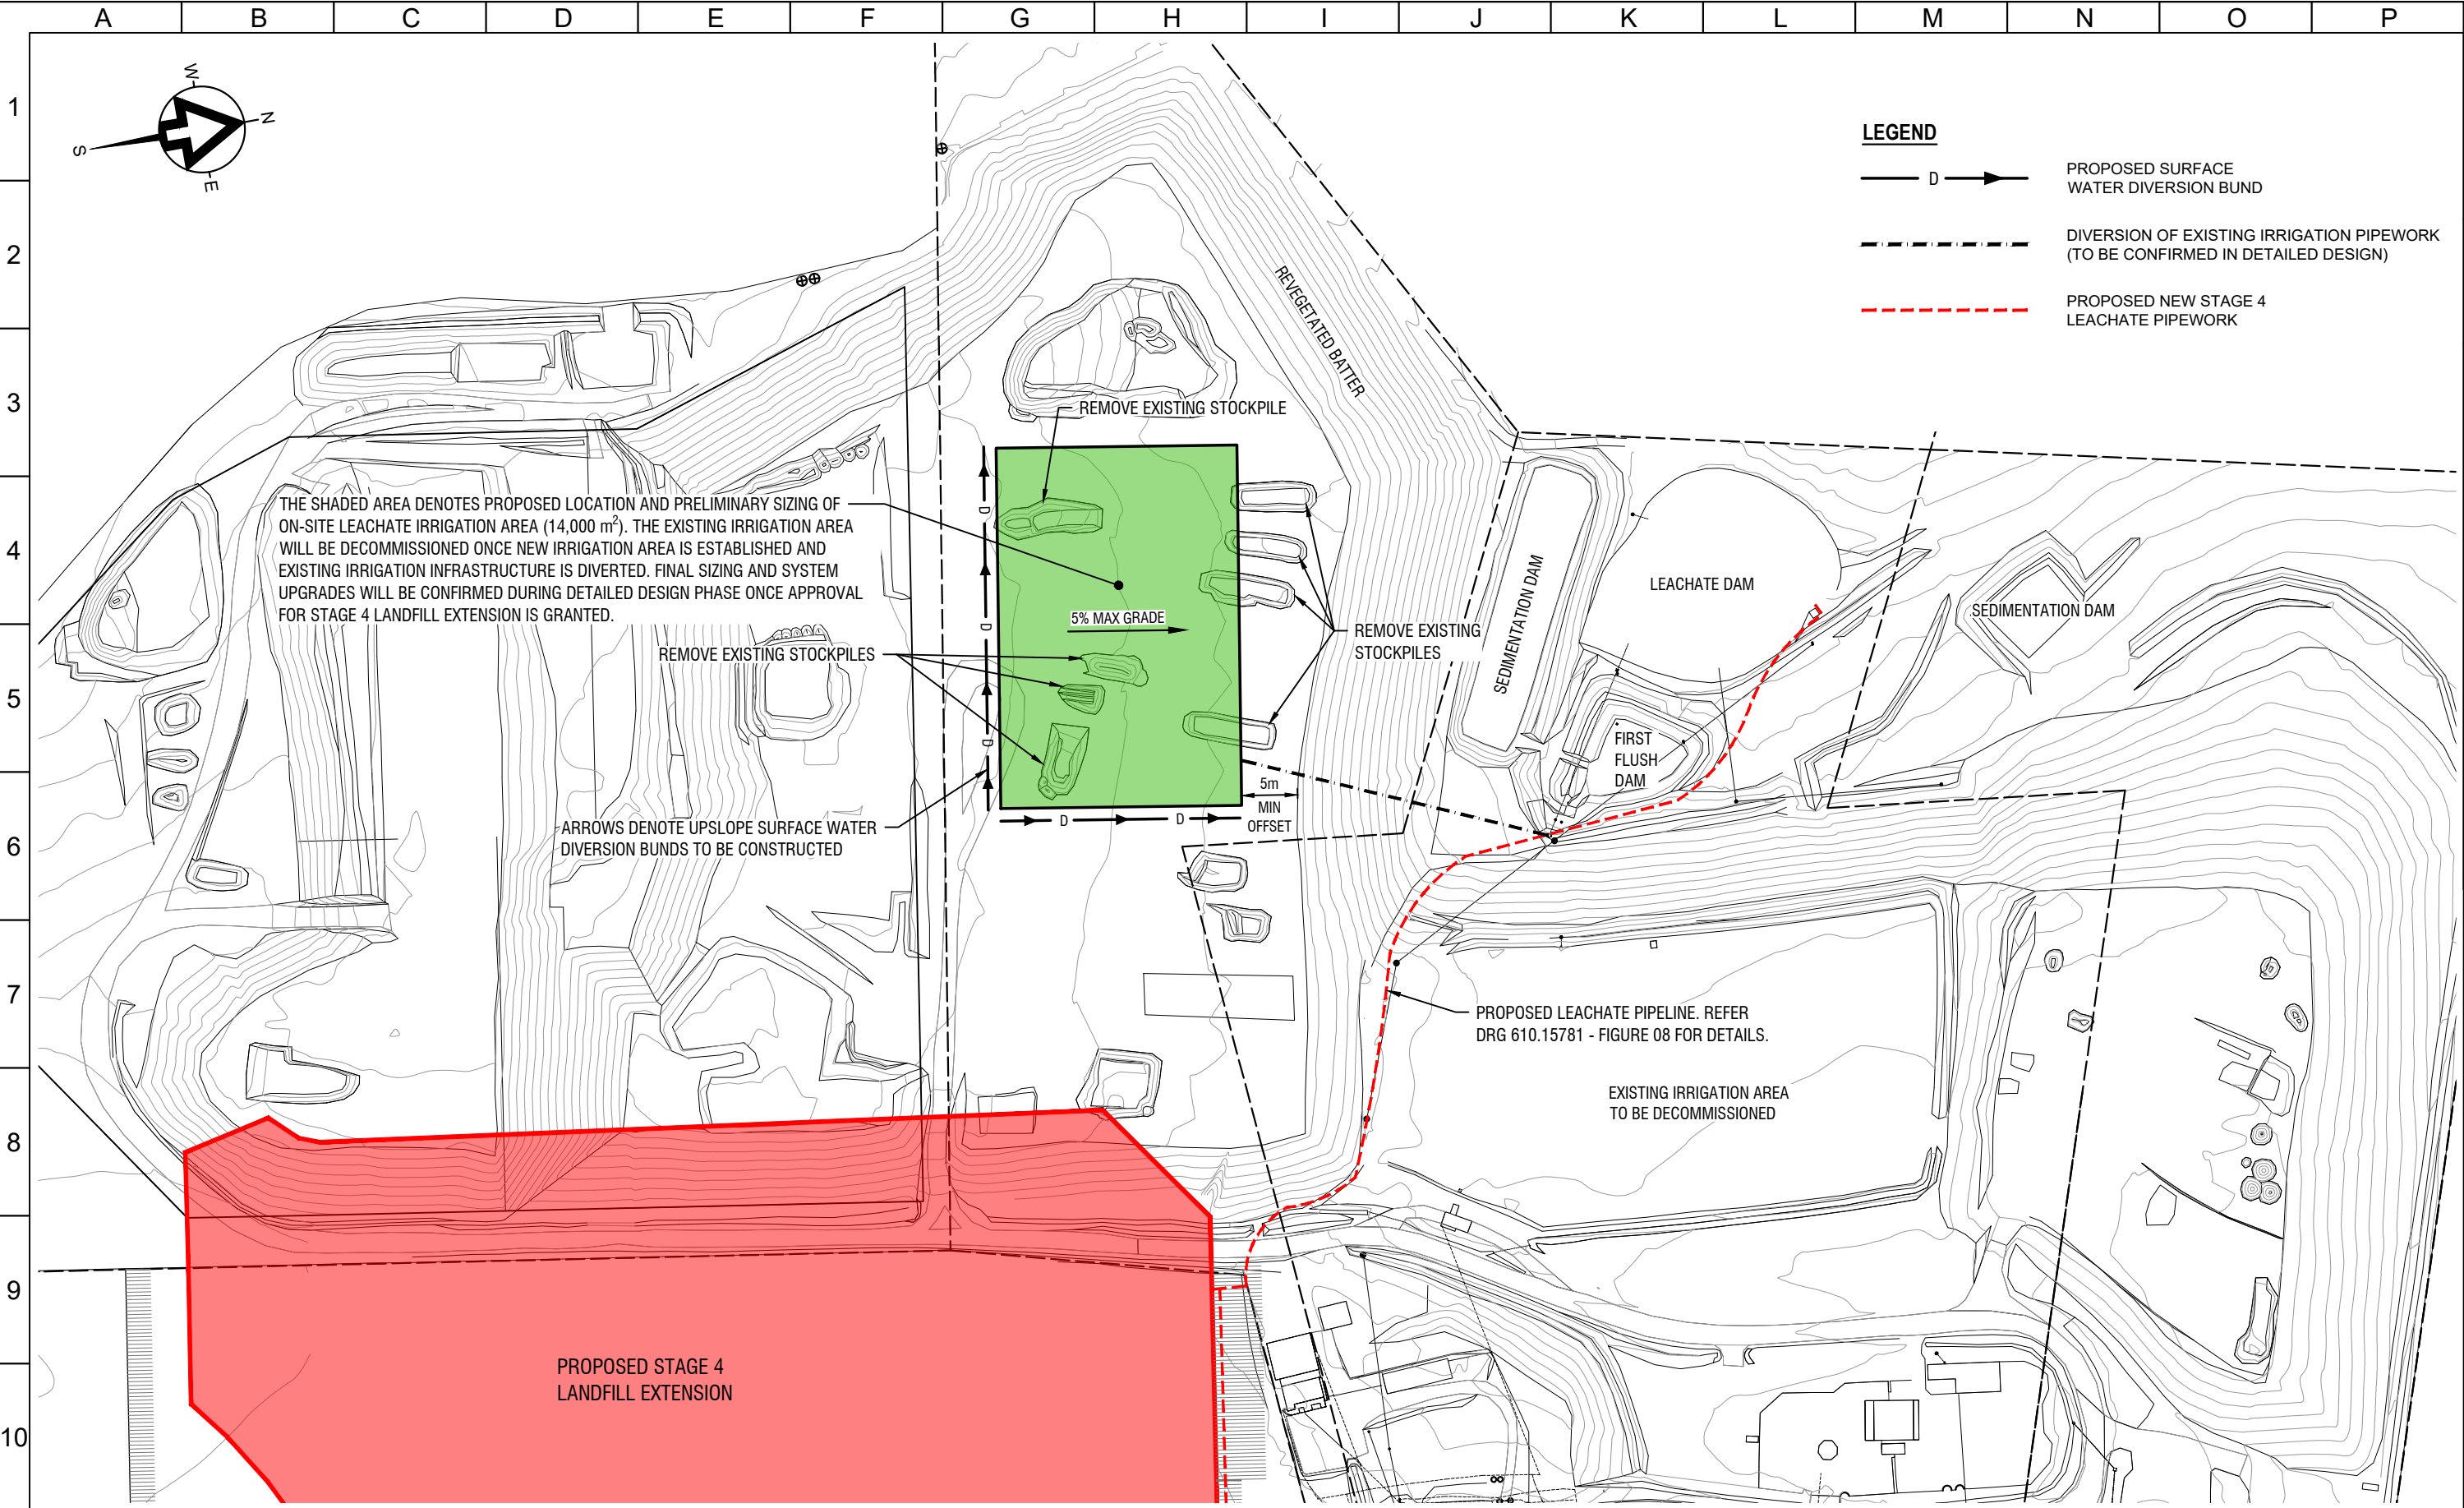 A B C D E F G H I J K L M N O P
1
2
3
4
5
6
7
8
9
10
W
N
S
E
LEGEND
D
PROPOSED SURFACE
WATER DIVERSION BUND
DIVERSION OF EXISTING IRRIGATION PIPEWORK
(TO BE CONFIRMED IN DETAILED DESIGN)
PROPOSED NEW STAGE 4
LEACHATE PIPEWORK
REVEGETATED BATTER
REMOVE EXISTING STOCKPILE
THE SHADED AREA DENOTES PROPOSED LOCATION AND PRELIMINARY SIZING OF
ON-SITE LEACHATE IRRIGATION AREA (14,000 m²). THE EXISTING IRRIGATION AREA
WILL BE DECOMMISSIONED ONCE NEW IRRIGATION AREA IS ESTABLISHED AND
EXISTING IRRIGATION INFRASTRUCTURE IS DIVERTED. FINAL SIZING AND SYSTEM
UPGRADES WILL BE CONFIRMED DURING DETAILED DESIGN PHASE ONCE APPROVAL
FOR STAGE 4 LANDFILL EXTENSION IS GRANTED.
D
D
D
5% MAX GRADE
REMOVE EXISTING
STOCKPILES
REMOVE EXISTING STOCKPILES
SEDIMENTATION DAM
LEACHATE DAM
SEDIMENTATION DAM
FIRST
FLUSH
DAM
5m
MIN
OFFSET
D
D
ARROWS DENOTE UPSLOPE SURFACE WATER
DIVERSION BUNDS TO BE CONSTRUCTED
PROPOSED LEACHATE PIPELINE. REFER
DRG 610.15781 - FIGURE 08 FOR DETAILS.
EXISTING IRRIGATION AREA
TO BE DECOMMISSIONED
PROPOSED STAGE 4
LANDFILL EXTENSION